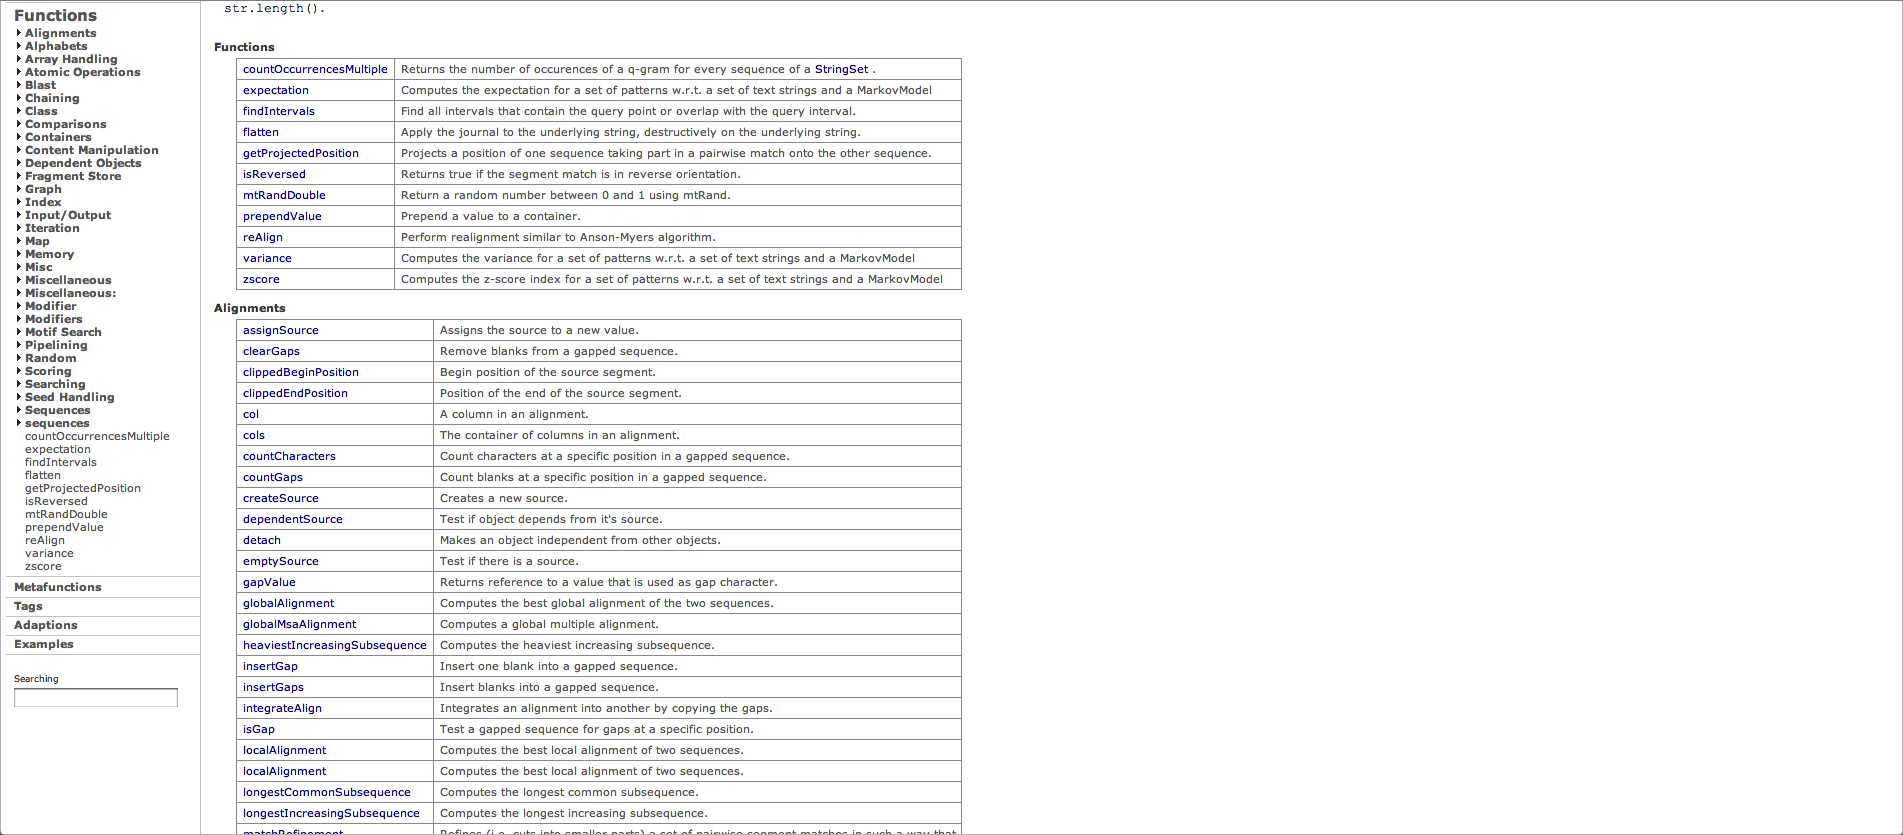 Functions
Alignments
Alphabets
Array Handling
Atomic Operations
Blast
Chaining
Class
Comparisons
Containers
Content Manipulation
Dependent Objects
Fragment Store
Graph
Index
Input/Output
Iteration
Map
Memory
Misc
Miscellaneous
Miscellaneous:
Modifier
Modifiers
Motif Search
Pipelining
Random
Scoring
Searching
Seed Handling
Sequences
sequences
countOccurrencesMultiple
expectation
findIntervals
flatten
getProjectedPosition
isReversed
mtRandDouble
prependValue
reAlign
variance
zscore
Metafunctions
Tags
Adaptions
Examples
Searching
str.length().
Functions
countOccurrencesMultiple Returns the number of occurences of a q-gram for every sequence of a StringSet .
expectation Computes the expectation for a set of patterns w.r.t. a set of text strings and a MarkovModel
findIntervals Find all intervals that contain the query point or overlap with the query interval.
flatten Apply the journal to the underlying string, destructively on the underlying string.
getProjectedPosition Projects a position of one sequence taking part in a pairwise match onto the other sequence.
isReversed Returns true if the segment match is in reverse orientation.
mtRandDouble Return a random number between 0 and 1 using mtRand.
prependValue Prepend a value to a container.
reAlign Perform realignment similar to Anson-Myers algorithm.
variance Computes the variance for a set of patterns w.r.t. a set of text strings and a MarkovModel
zscore Computes the z-score index for a set of patterns w.r.t. a set of text strings and a MarkovModel
Alignments
assignSource Assigns the source to a new value.
clearGaps Remove blanks from a gapped sequence.
clippedBeginPosition Begin position of the source segment.
clippedEndPosition Position of the end of the source segment.
col A column in an alignment.
cols The container of columns in an alignment.
countCharacters Count characters at a specific position in a gapped sequence.
countGaps Count blanks at a specific position in a gapped sequence.
createSource Creates a new source.
dependentSource Test if object depends from it's source.
detach Makes an object independent from other objects.
emptySource Test if there is a source.
gapValue Returns reference to a value that is used as gap character.
globalAlignment Computes the best global alignment of the two sequences.
globalMsaAlignment Computes a global multiple alignment.
heaviestIncreasingSubsequence Computes the heaviest increasing subsequence.
insertGap Insert one blank into a gapped sequence.
insertGaps Insert blanks into a gapped sequence.
integrateAlign Integrates an alignment into another by copying the gaps.
isGap Test a gapped sequence for gaps at a specific position.
localAlignment Computes the best local alignment of two sequences.
localAlignment Computes the best local alignment of two sequences.
longestCommonSubsequence Computes the longest common subsequence.
longestIncreasingSubsequence Computes the longest increasing subsequence.
matchRefinement Refines (i.e. cuts into smaller parts) a set of pairwise segment matches in such a way that